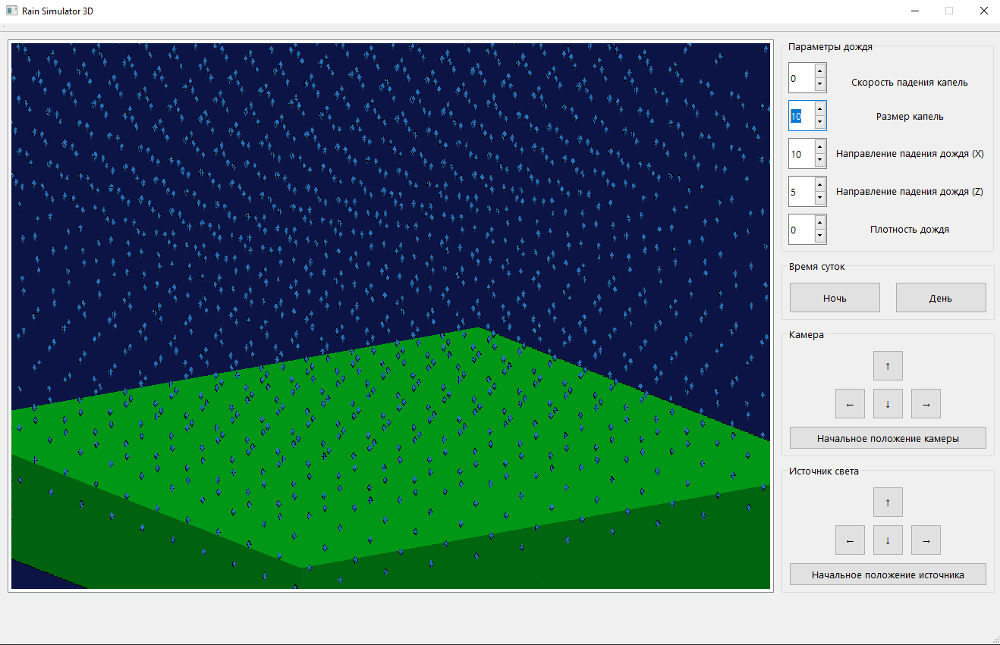 Rain Simulator 3D
Параметры дождя
0 Скорость падения капель
10 Размер капель
10 Направление падения дождя (X)
5 Направление падения дождя (Z)
0 Плотность дождя
Время суток
Ночь День
Камера
↑
← ↓ →
Начальное положение камеры
Источник света
↑
← ↓ →
Начальное положение источника